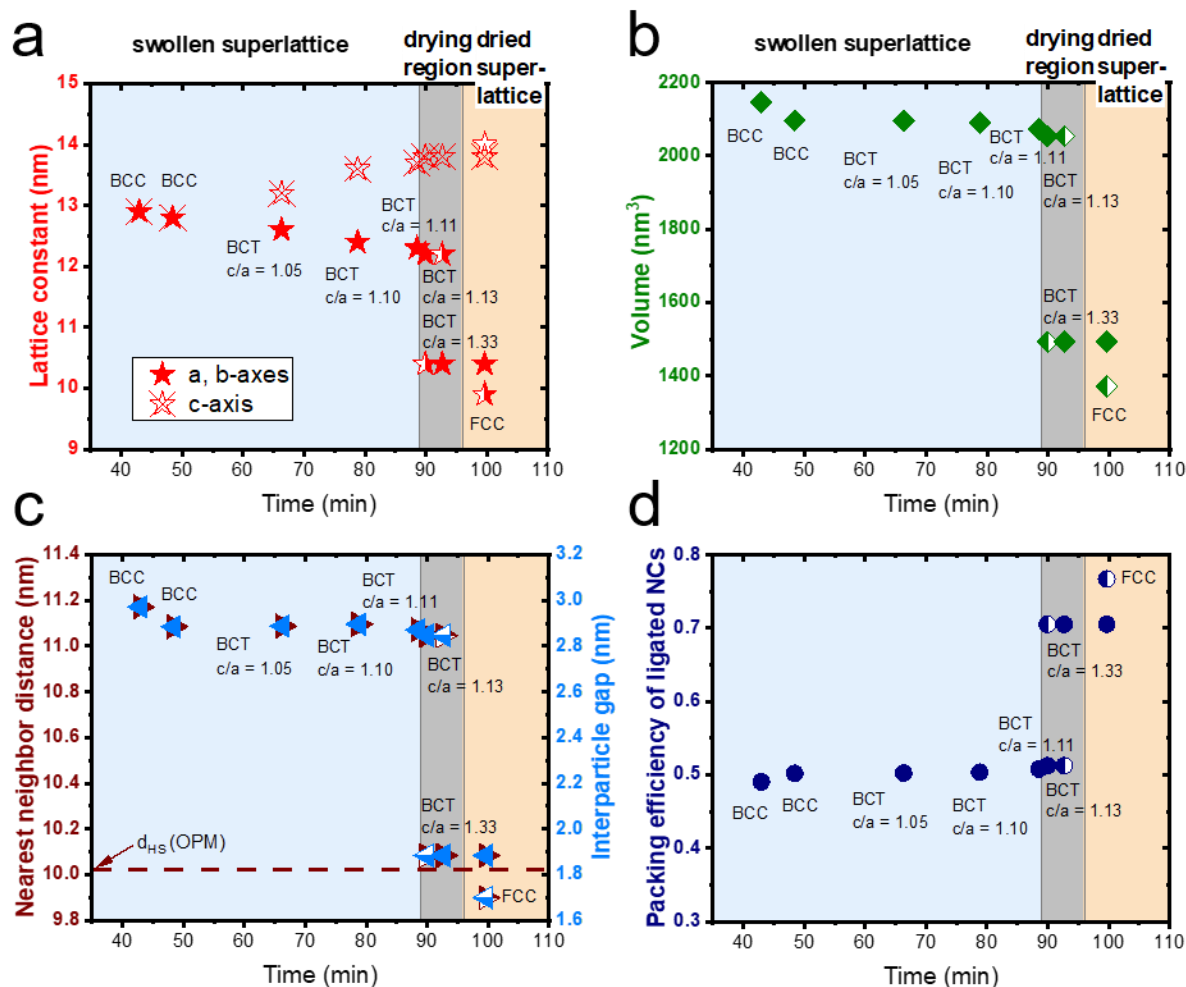 a
swollen superlattice
drying
region
dried
super-
lattice
Lattice constant (nm)
15
14
13
12
11
10
9
BCC
BCC
BCT
c/a = 1.05
BCT
c/a = 1.10
BCT
c/a = 1.11
BCT
c/a = 1.13
BCT
c/a = 1.33
FCC
a, b-axes
c-axis
40 50 60 70 80 90 100 110
Time (min)
b
swollen superlattice
drying
region
dried
super-
lattice
Volume (nm³)
2200
2000
1800
1600
1400
1200
BCC
BCC
BCT
c/a = 1.05
BCT
c/a = 1.10
BCT
c/a = 1.11
BCT
c/a = 1.13
BCT
c/a = 1.33
FCC
40 50 60 70 80 90 100 110
Time (min)
c
Nearest neighbor distance (nm)
11.4
11.2
11.0
10.8
10.6
10.4
10.2
10.0
9.8
BCC
BCC
BCT
c/a = 1.05
BCT
c/a = 1.10
BCT
c/a = 1.11
BCT
c/a = 1.13
BCT
c/a = 1.33
dHS (OPM)
FCC
3.2
3.0
2.8
2.6
2.4
2.2
2.0
1.8
1.6
Interparticle gap (nm)
40 50 60 70 80 90 100 110
Time (min)
d
Packing efficiency of ligated NCs
0.8
0.7
0.6
0.5
0.4
0.3
BCC
BCC
BCT
c/a = 1.05
BCT
c/a = 1.10
BCT
c/a = 1.11
BCT
c/a = 1.13
BCT
c/a = 1.33
FCC
40 50 60 70 80 90 100 110
Time (min)